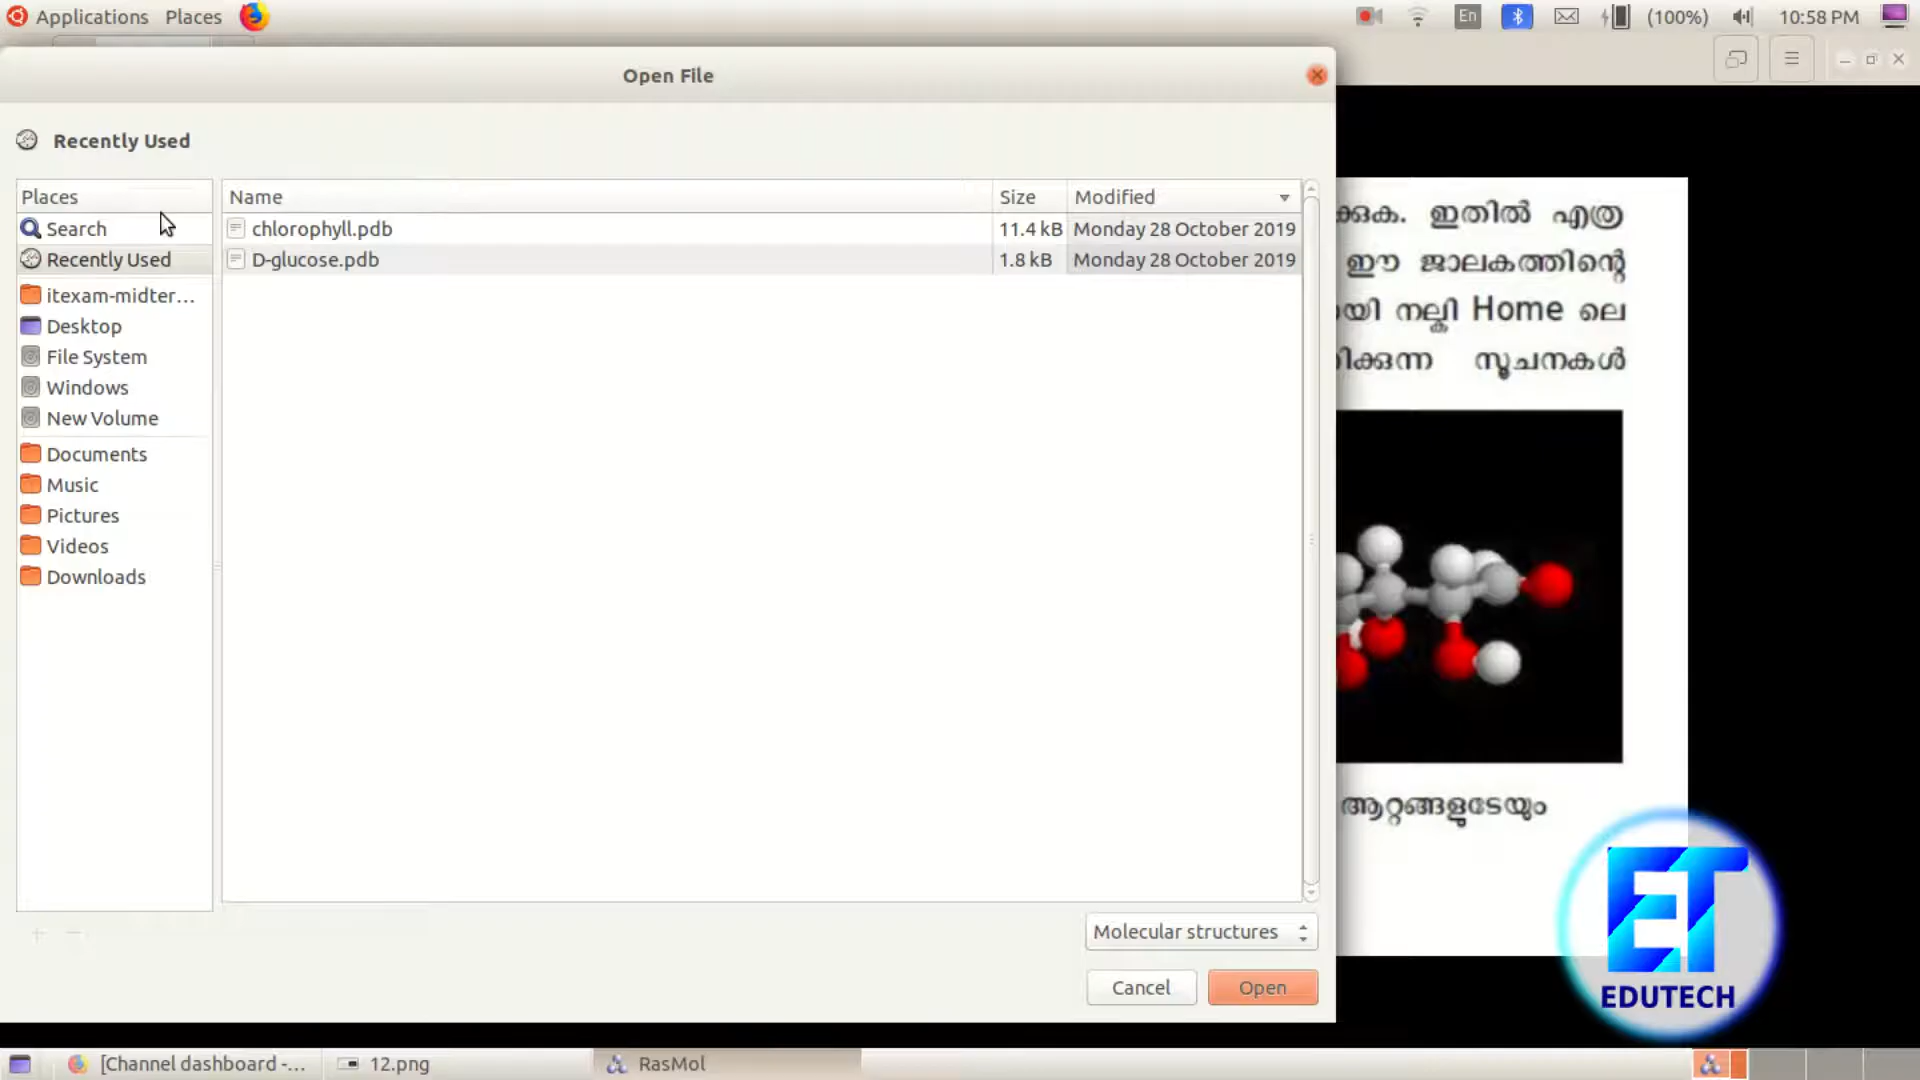 Applications Places En (100%) 10:58 PM
Open File
Recently Used
Places
Search
Recently Used
itexam-midter...
Desktop
File System
Windows
New Volume
Documents
Music
Pictures
Videos
Downloads
Name Size Modified
chlorophyll.pdb 11.4 kB Monday 28 October 2019
D-glucose.pdb 1.8 kB Monday 28 October 2019
Molecular structures
Cancel Open
ഇതിൽ എത്ര
ഈ ജാലകത്തിന്റെ
നല്കി Home ലെ
സൂചനകൾ
ആറ്റങ്ങളുടേയും
ET
EDUTECH
[Channel dashboard -... 12.png RasMol